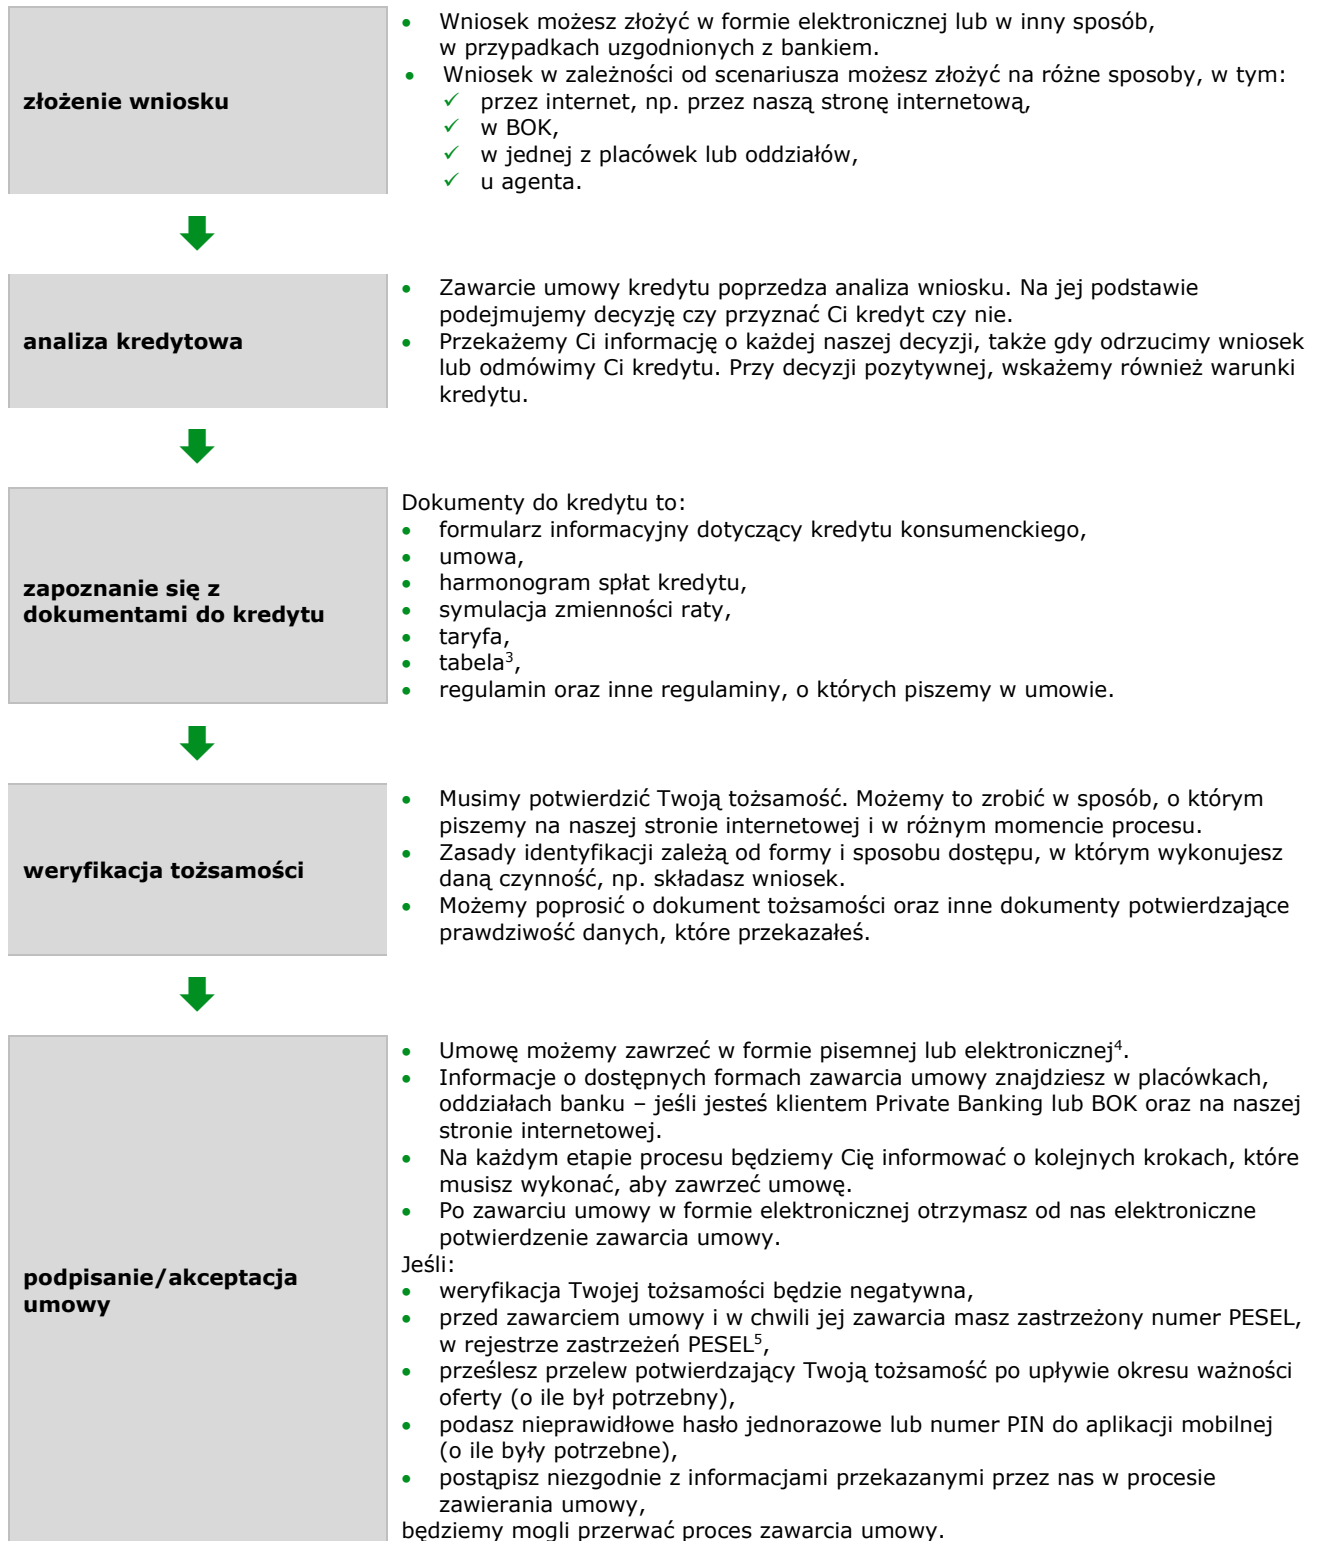 złożenie wniosku
• Wniosek możesz złożyć w formie elektronicznej lub w inny sposób,
w przypadkach uzgodnionych z bankiem.
• Wniosek w zależności od scenariusza możesz złożyć na różne sposoby, w tym:
✓ przez internet, np. przez naszą stronę internetową,
✓ w BOK,
✓ w jednej z placówek lub oddziałów,
✓ u agenta.
analiza kredytowa
• Zawarcie umowy kredytu poprzedza analiza wniosku. Na jej podstawie
podejmujemy decyzję czy przyznać Ci kredyt czy nie.
• Przekażemy Ci informację o każdej naszej decyzji, także gdy odrzucimy wniosek
lub odmówimy Ci kredytu. Przy decyzji pozytywnej, wskażemy również warunki
kredytu.
zapoznanie się z
dokumentami do kredytu
Dokumenty do kredytu to:
• formularz informacyjny dotyczący kredytu konsumenckiego,
• umowa,
• harmonogram spłat kredytu,
• symulacja zmienności raty,
• taryfa,
• tabela³,
• regulamin oraz inne regulaminy, o których piszemy w umowie.
weryfikacja tożsamości
• Musimy potwierdzić Twoją tożsamość. Możemy to zrobić w sposób, o którym
piszemy na naszej stronie internetowej i w różnym momencie procesu.
• Zasady identyfikacji zależą od formy i sposobu dostępu, w którym wykonujesz
daną czynność, np. składasz wniosek.
• Możemy poprosić o dokument tożsamości oraz inne dokumenty potwierdzające
prawdziwość danych, które przekazałeś.
podpisanie/akceptacja
umowy
• Umowę możemy zawrzeć w formie pisemnej lub elektronicznej⁴.
• Informacje o dostępnych formach zawarcia umowy znajdziesz w placówkach,
oddziałach banku – jeśli jesteś klientem Private Banking lub BOK oraz na naszej
stronie internetowej.
• Na każdym etapie procesu będziemy Cię informować o kolejnych krokach, które
musisz wykonać, aby zawrzeć umowę.
• Po zawarciu umowy w formie elektronicznej otrzymasz od nas elektroniczne
potwierdzenie zawarcia umowy.
Jeśli:
• weryfikacja Twojej tożsamości będzie negatywna,
• przed zawarciem umowy i w chwili jej zawarcia masz zastrzeżony numer PESEL,
w rejestrze zastrzeżeń PESEL⁵,
• prześlesz przelew potwierdzający Twoją tożsamość po upływie okresu ważności
oferty (o ile był potrzebny),
• podasz nieprawidłowe hasło jednorazowe lub numer PIN do aplikacji mobilnej
(o ile były potrzebne),
• postąpisz niezgodnie z informacjami przekazanymi przez nas w procesie
zawierania umowy,
będziemy mogli przerwać proces zawarcia umowy.